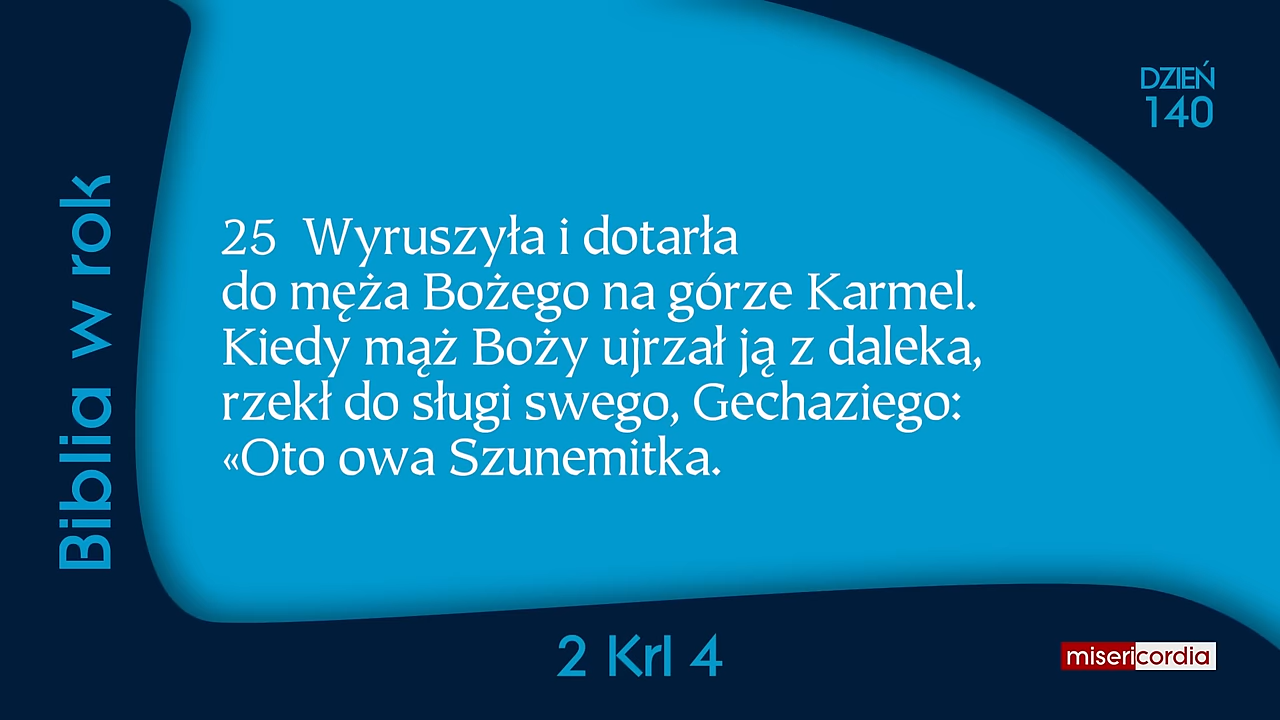 Biblia w rok
DZIEŃ
140
25 Wyruszyła i dotarła
do męża Bożego na górze Karmel.
Kiedy mąż Boży ujrzał ją z daleka,
rzekł do sługi swego, Gechaziego:
«Oto owa Szunemitka.
2 Krl 4
misericordia